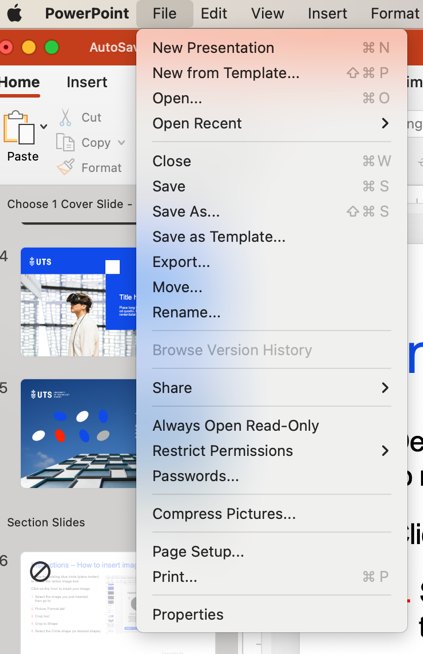 PowerPoint File Edit View Insert Format
AutoSav
Home Insert
Paste
Cut
Copy
Format
Choose 1 Cover Slide -
4
UTS
Title h
5
UTS
Section Slides
6
New Presentation ⌘ N
New from Template... ⇧⌘ P
Open... ⌘ O
Open Recent
Close ⌘ W
Save ⌘ S
Save As... ⇧⌘ S
Save as Template...
Export...
Move...
Rename...
Browse Version History
Share
Always Open Read-Only
Restrict Permissions
Passwords...
Compress Pictures...
Page Setup...
Print... ⌘ P
Properties